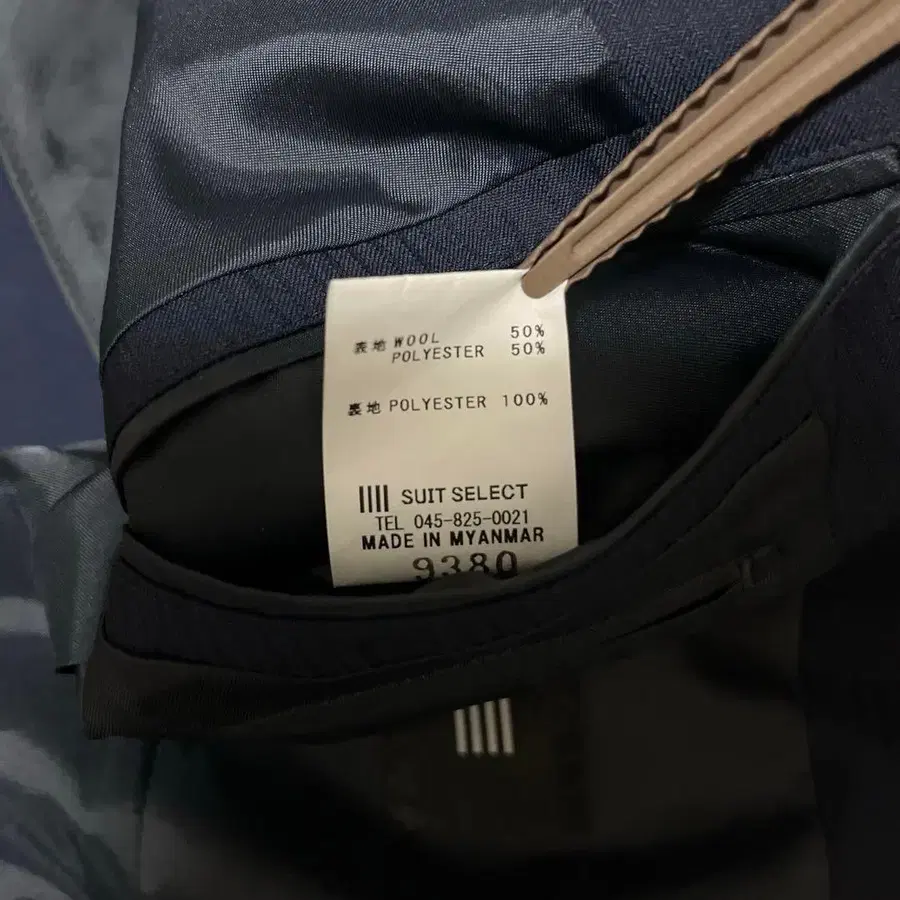 表地 WOOL 50%
POLYESTER 50%
裏地 POLYESTER 100%
SUIT SELECT
TEL 045-825-0021
MADE IN MYANMAR
9380